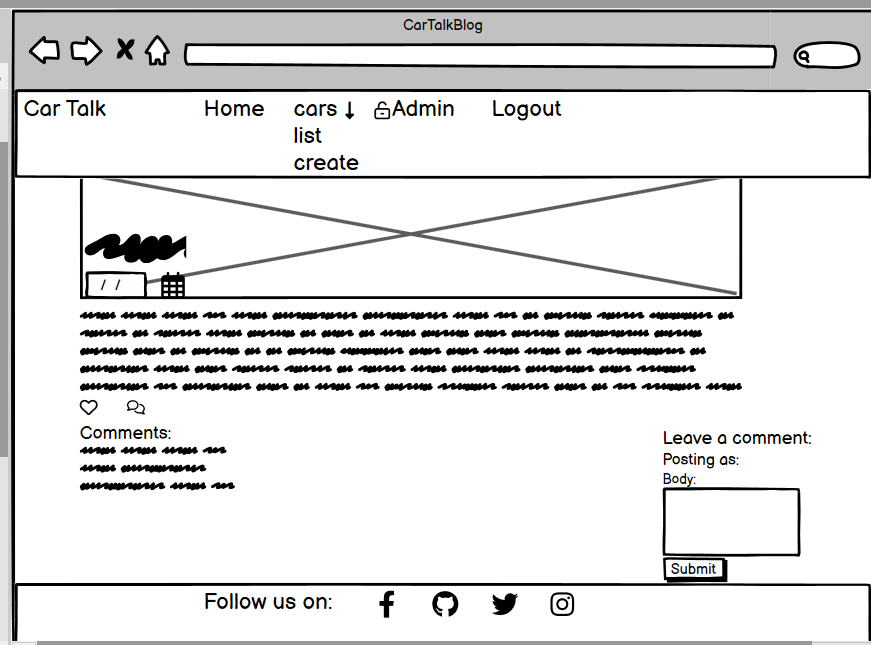 CarTalkBlog
Car Talk Home cars Admin Logout
list
create
/ /
Comments:
Leave a comment:
Posting as:
Body:
Submit
Follow us on: